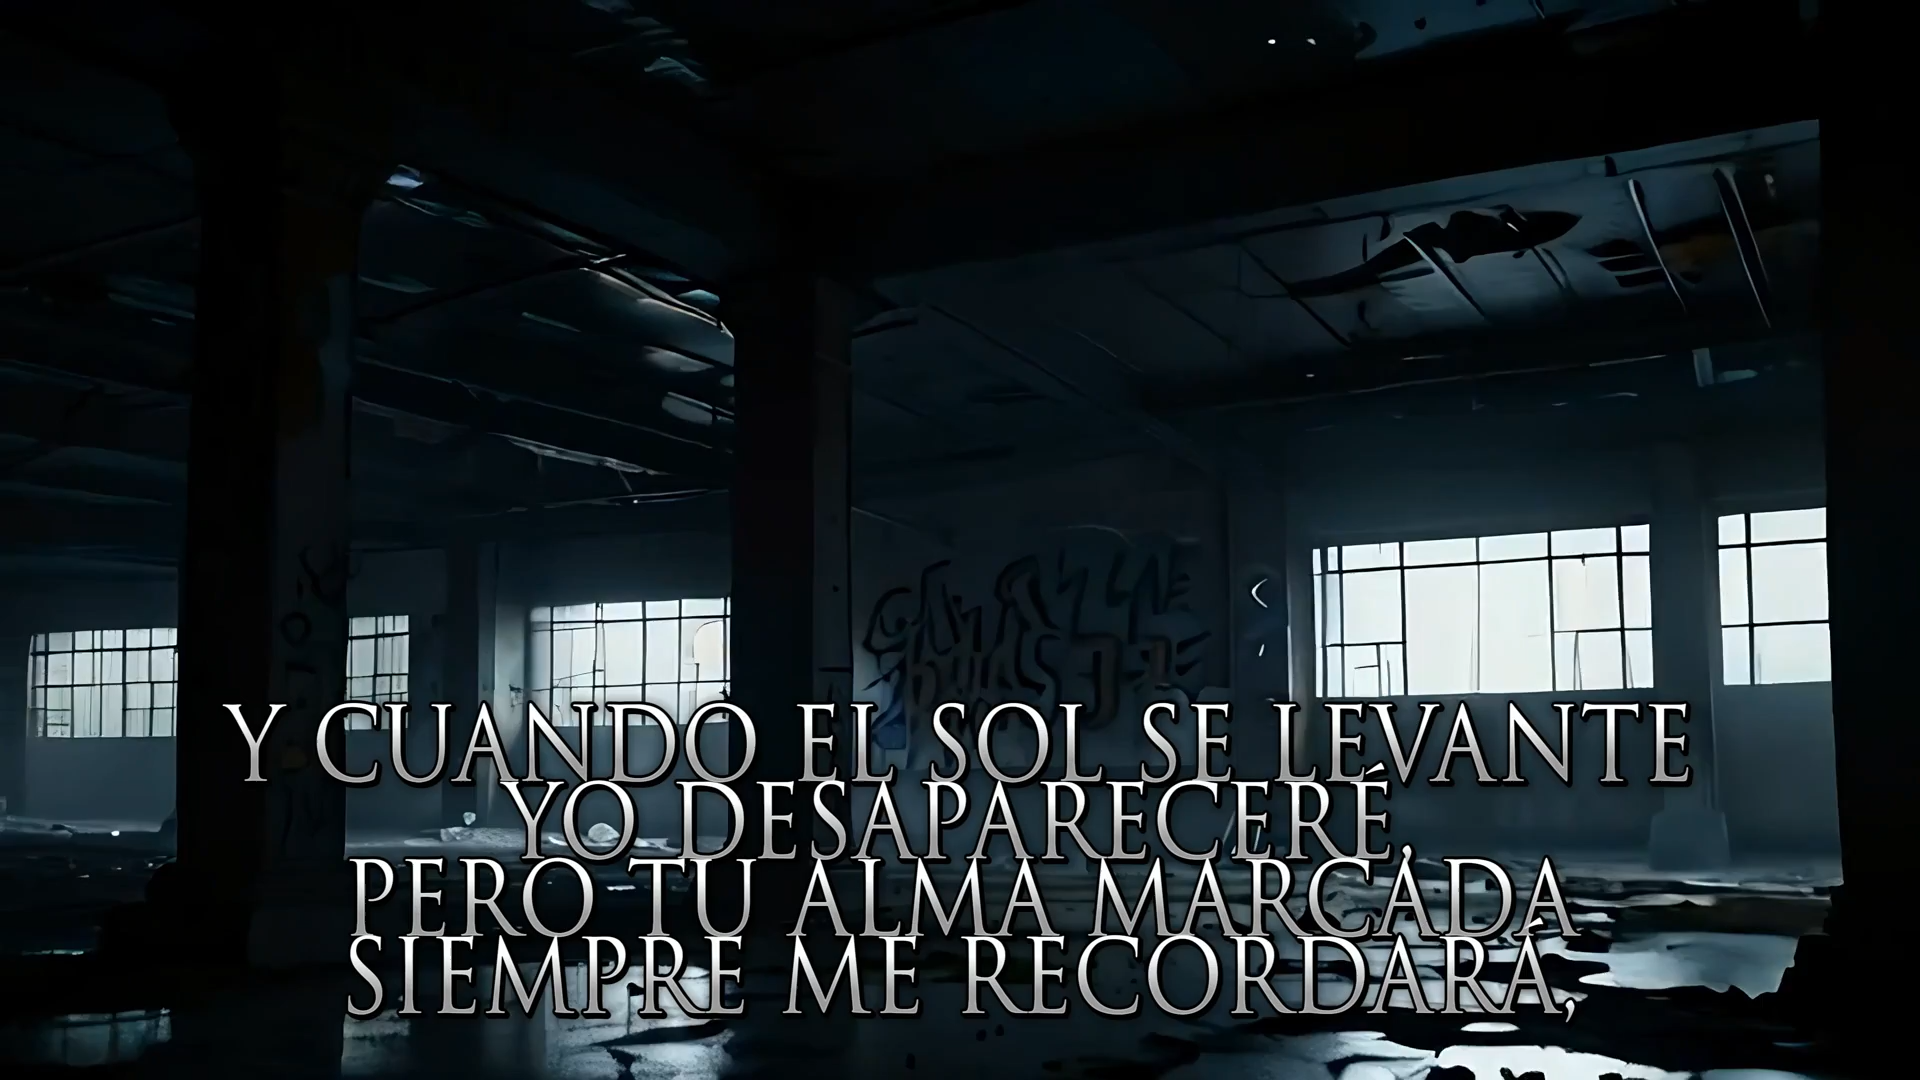 Y CUANDO EL SOL SE LEVANTE
YO DESAPARECERÉ,
PERO TU ALMA MARCADA
SIEMPRE ME RECORDARÁ,